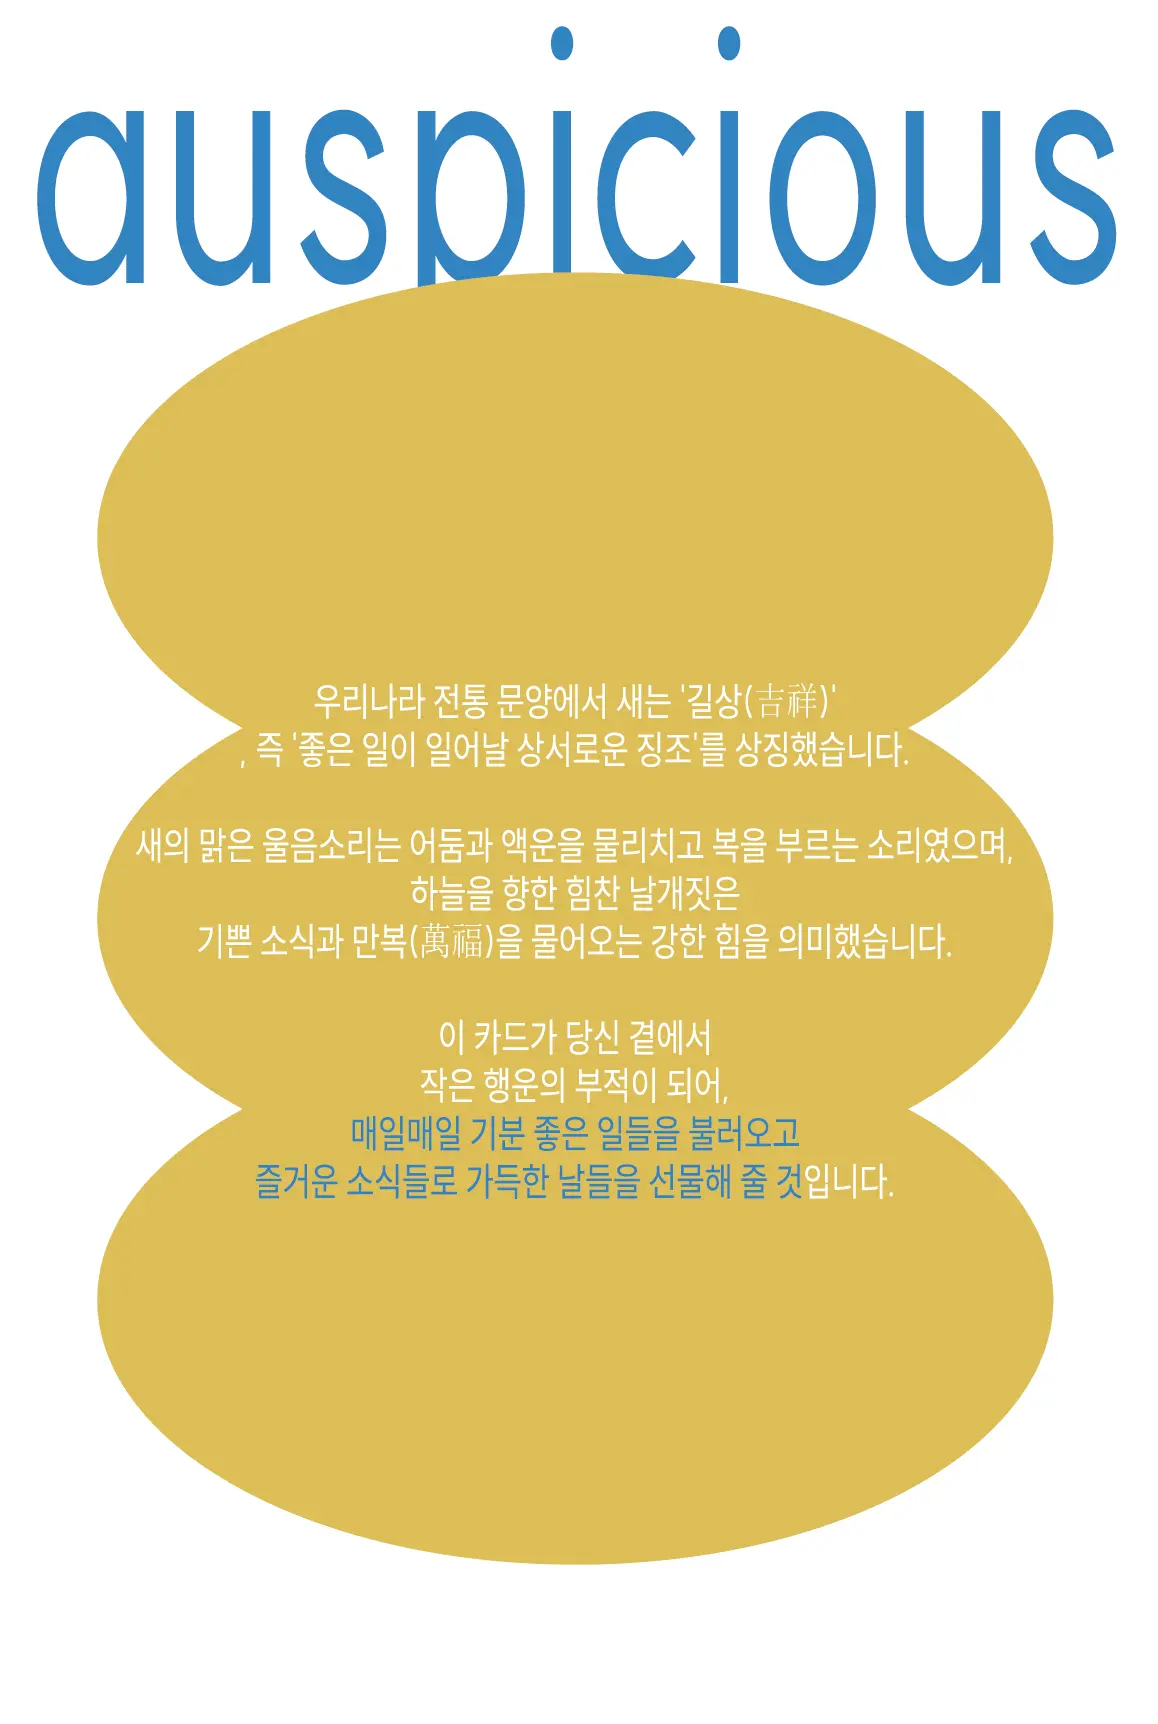 auspicious
우리나라 전통 문양에서 새는 '길상(吉祥)'
, 즉 '좋은 일이 일어날 상서로운 징조'를 상징했습니다.
새의 맑은 울음소리는 어둠과 액운을 물리치고 복을 부르는 소리였으며,
하늘을 향한 힘찬 날개짓은
기쁜 소식과 만복(萬福)을 물어오는 강한 힘을 의미했습니다.
이 카드가 당신 곁에서
작은 행운의 부적이 되어,
매일매일 기분 좋은 일들을 불러오고
즐거운 소식들로 가득한 날들을 선물해 줄 것입니다.